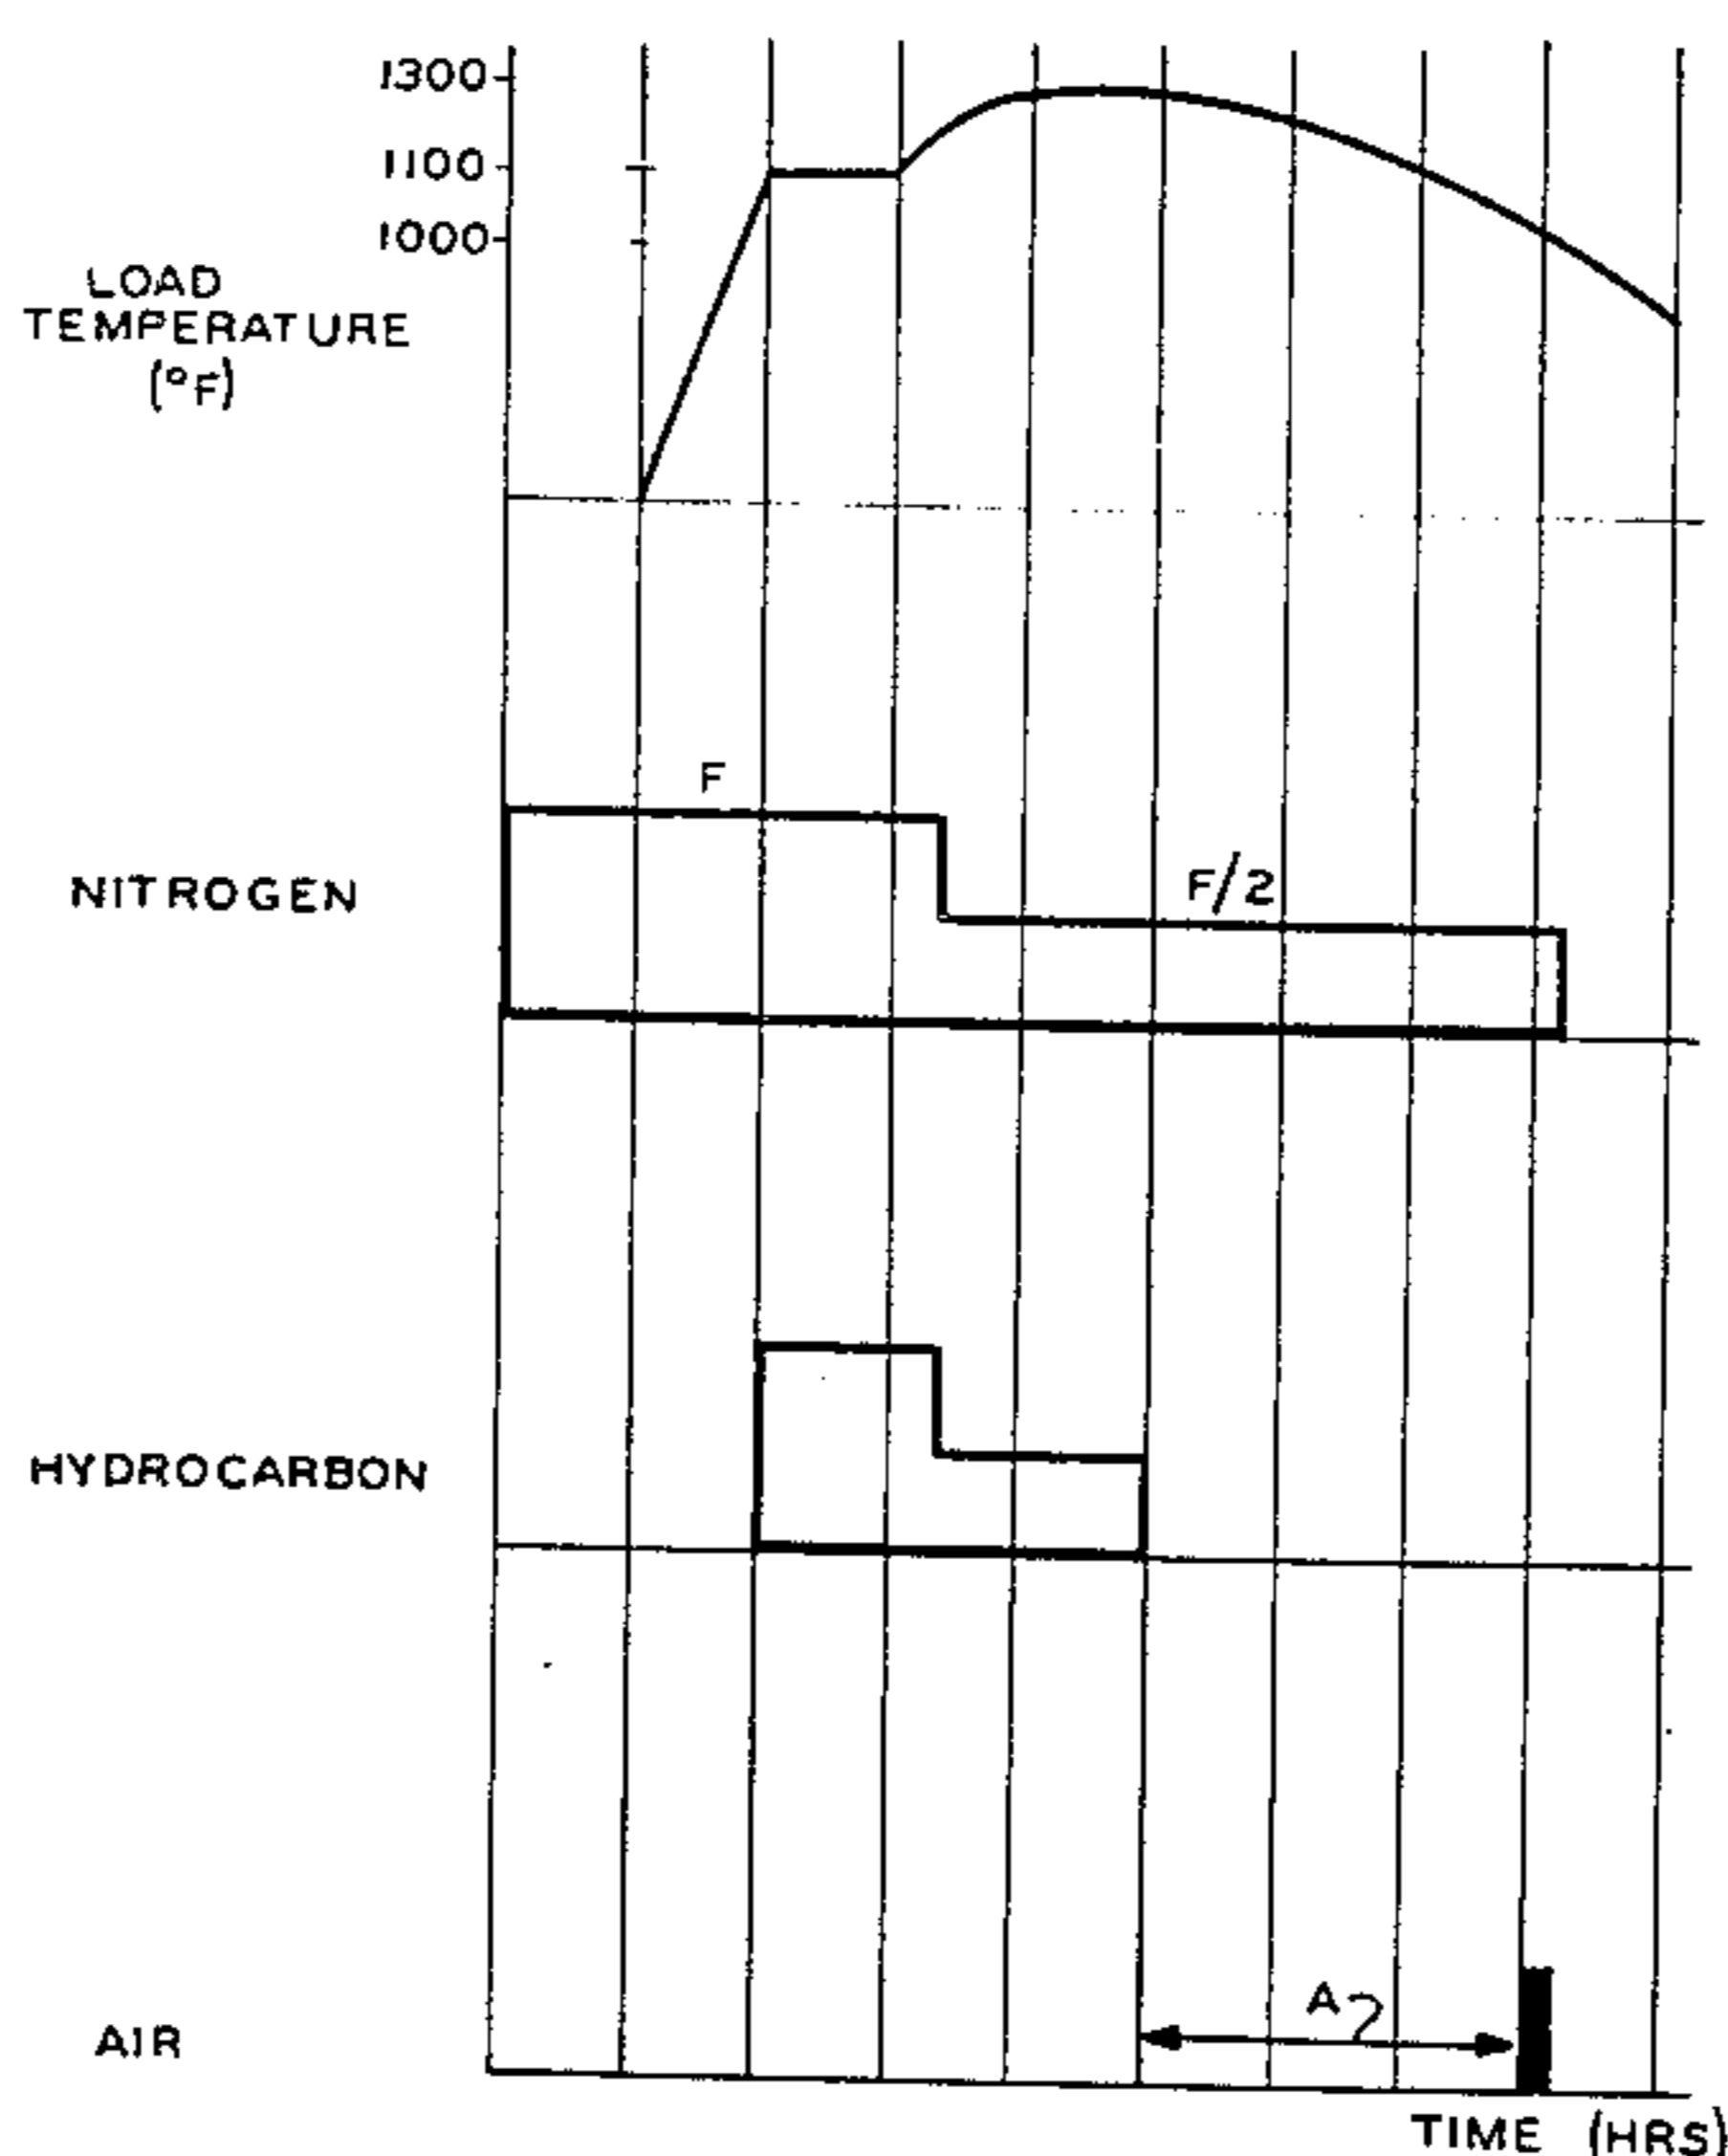 1300
1100
1000
LOAD
TEMPERATURE
(°F)
F
NITROGEN
F/2
HYDROCARBON
A2
AIR
TIME (HRS)